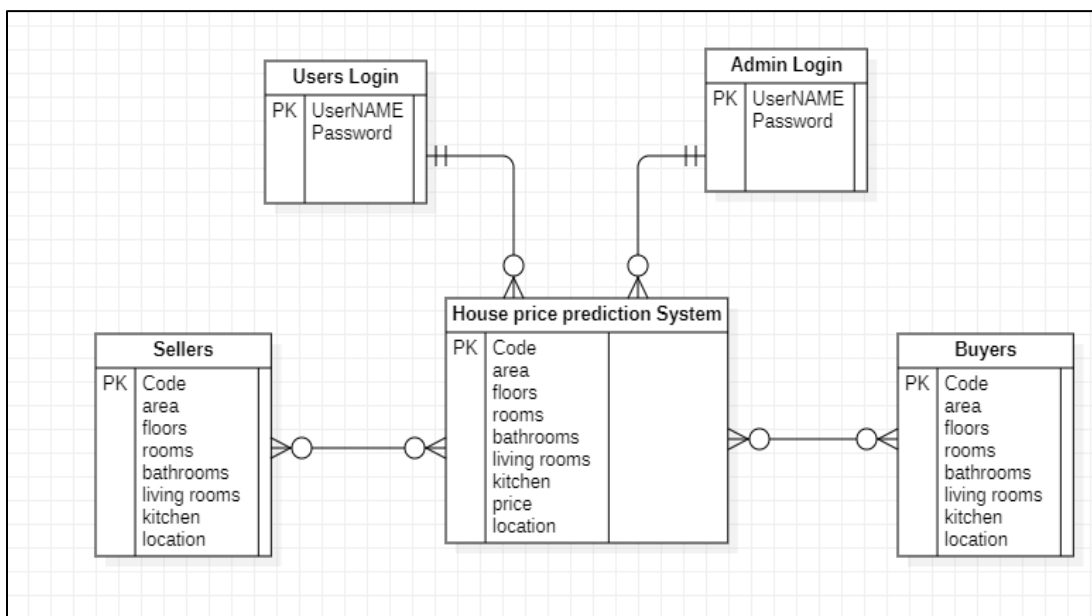 Users Login
PK UserNAME
Password
Admin Login
PK UserNAME
Password
House price prediction System
PK Code
area
floors
rooms
bathrooms
living rooms
kitchen
price
location
Sellers
PK Code
area
floors
rooms
bathrooms
living rooms
kitchen
location
Buyers
PK Code
area
floors
rooms
bathrooms
living rooms
kitchen
location